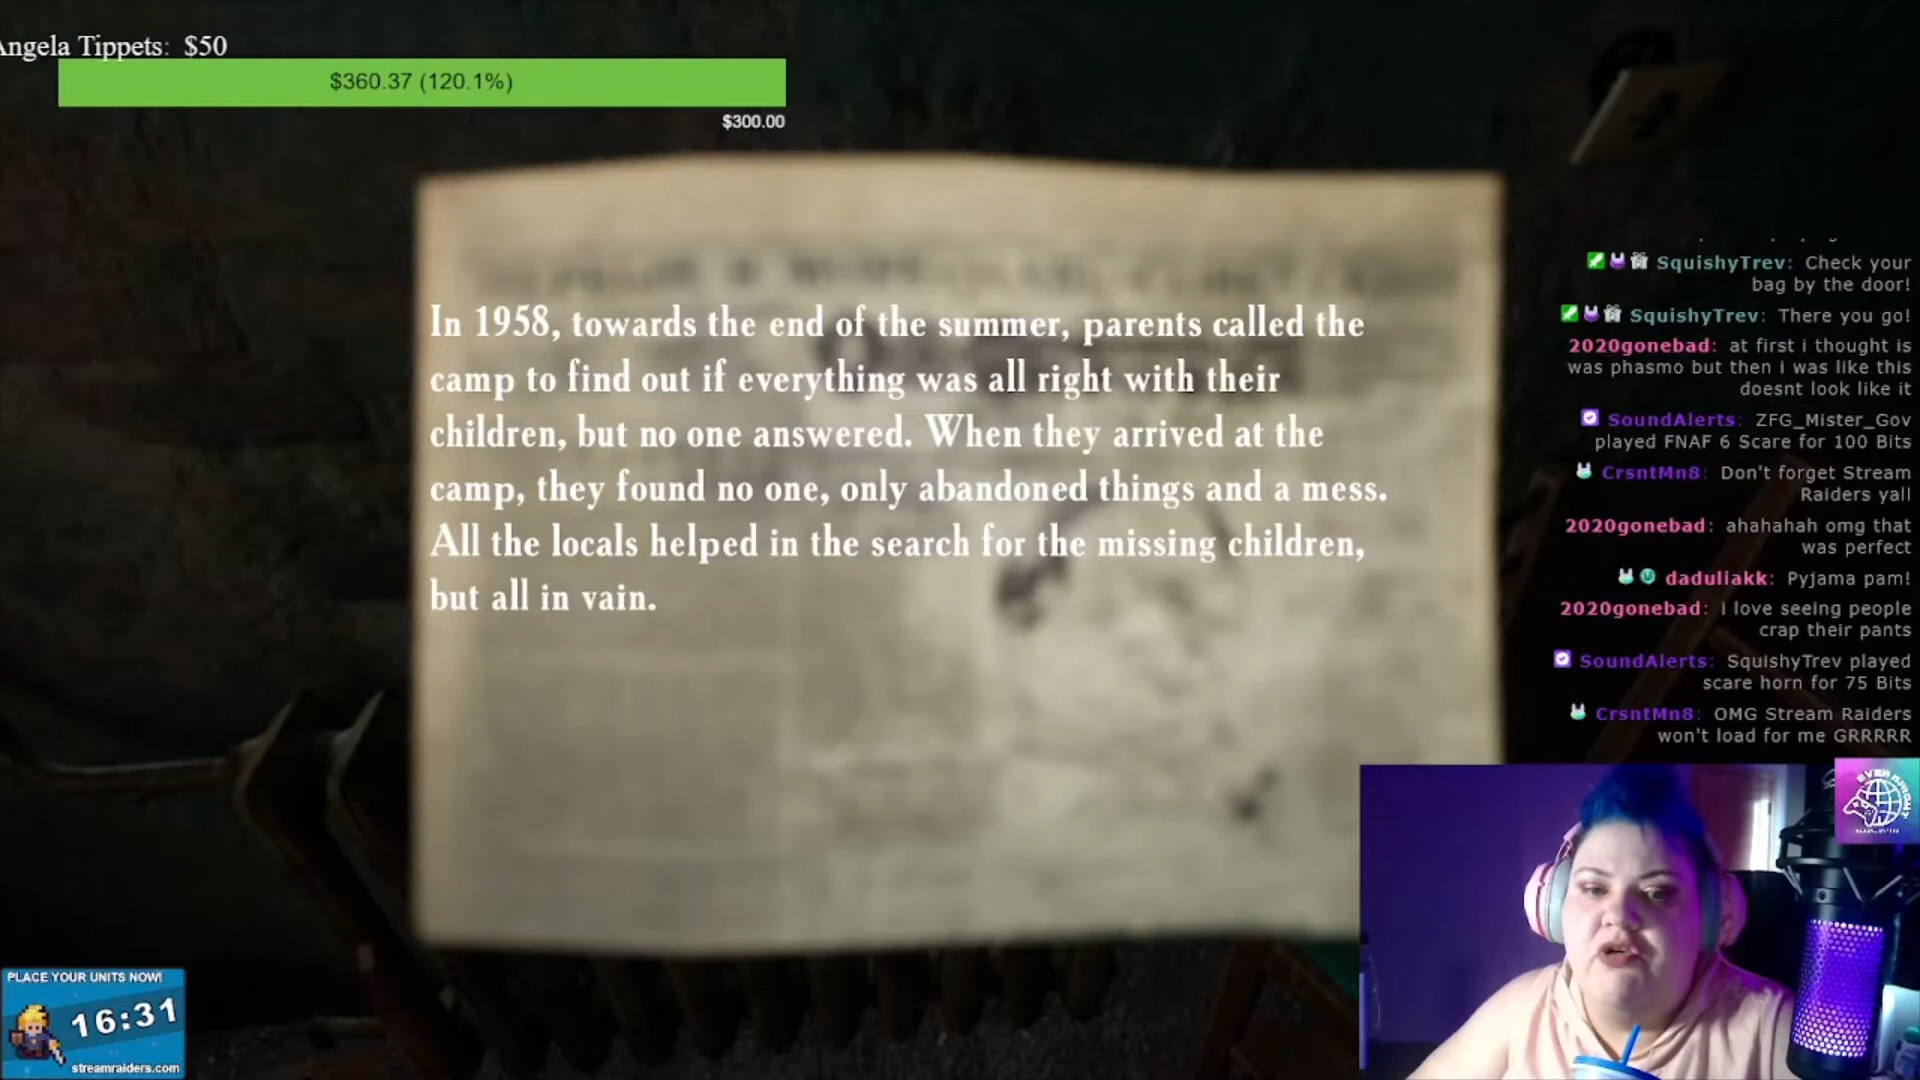 Angela Tippets: $50
$360.37 (120.1%)
$300.00
In 1958, towards the end of the summer, parents called the
camp to find out if everything was all right with their
children, but no one answered. When they arrived at the
camp, they found no one, only abandoned things and a mess.
All the locals helped in the search for the missing children,
but all in vain.
SquishyTrev: Check your
bag by the door!
SquishyTrev: There you go!
2020gonebad: at first i thought is
was phasmo but then i was like this
doesnt look like it
SoundAlerts: ZFG_Mister_Gov
played FNAF 6 Scare for 100 Bits
CrsntMn8: Don't forget Stream
Raiders yall
2020gonebad: ahahahah omg that
was perfect
daduliakk: Pyjama pam!
2020gonebad: i love seeing people
crap their pants
SoundAlerts: SquishyTrev played
scare horn for 75 Bits
CrsntMn8: OMG Stream Raiders
won't load for me GRRRRR
PLACE YOUR UNITS NOW!
16:31
streamraiders.com